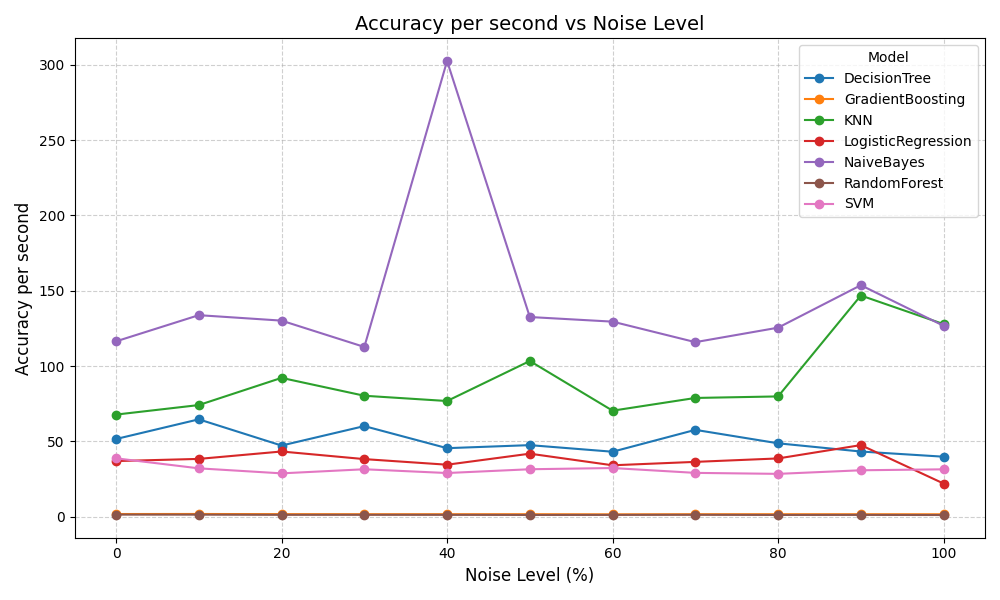 Accuracy per second vs Noise Level
Accuracy per second
300
250
200
150
100
50
0
Model
DecisionTree
GradientBoosting
KNN
LogisticRegression
NaiveBayes
RandomForest
SVM
0 20 40 60 80 100
Noise Level (%)